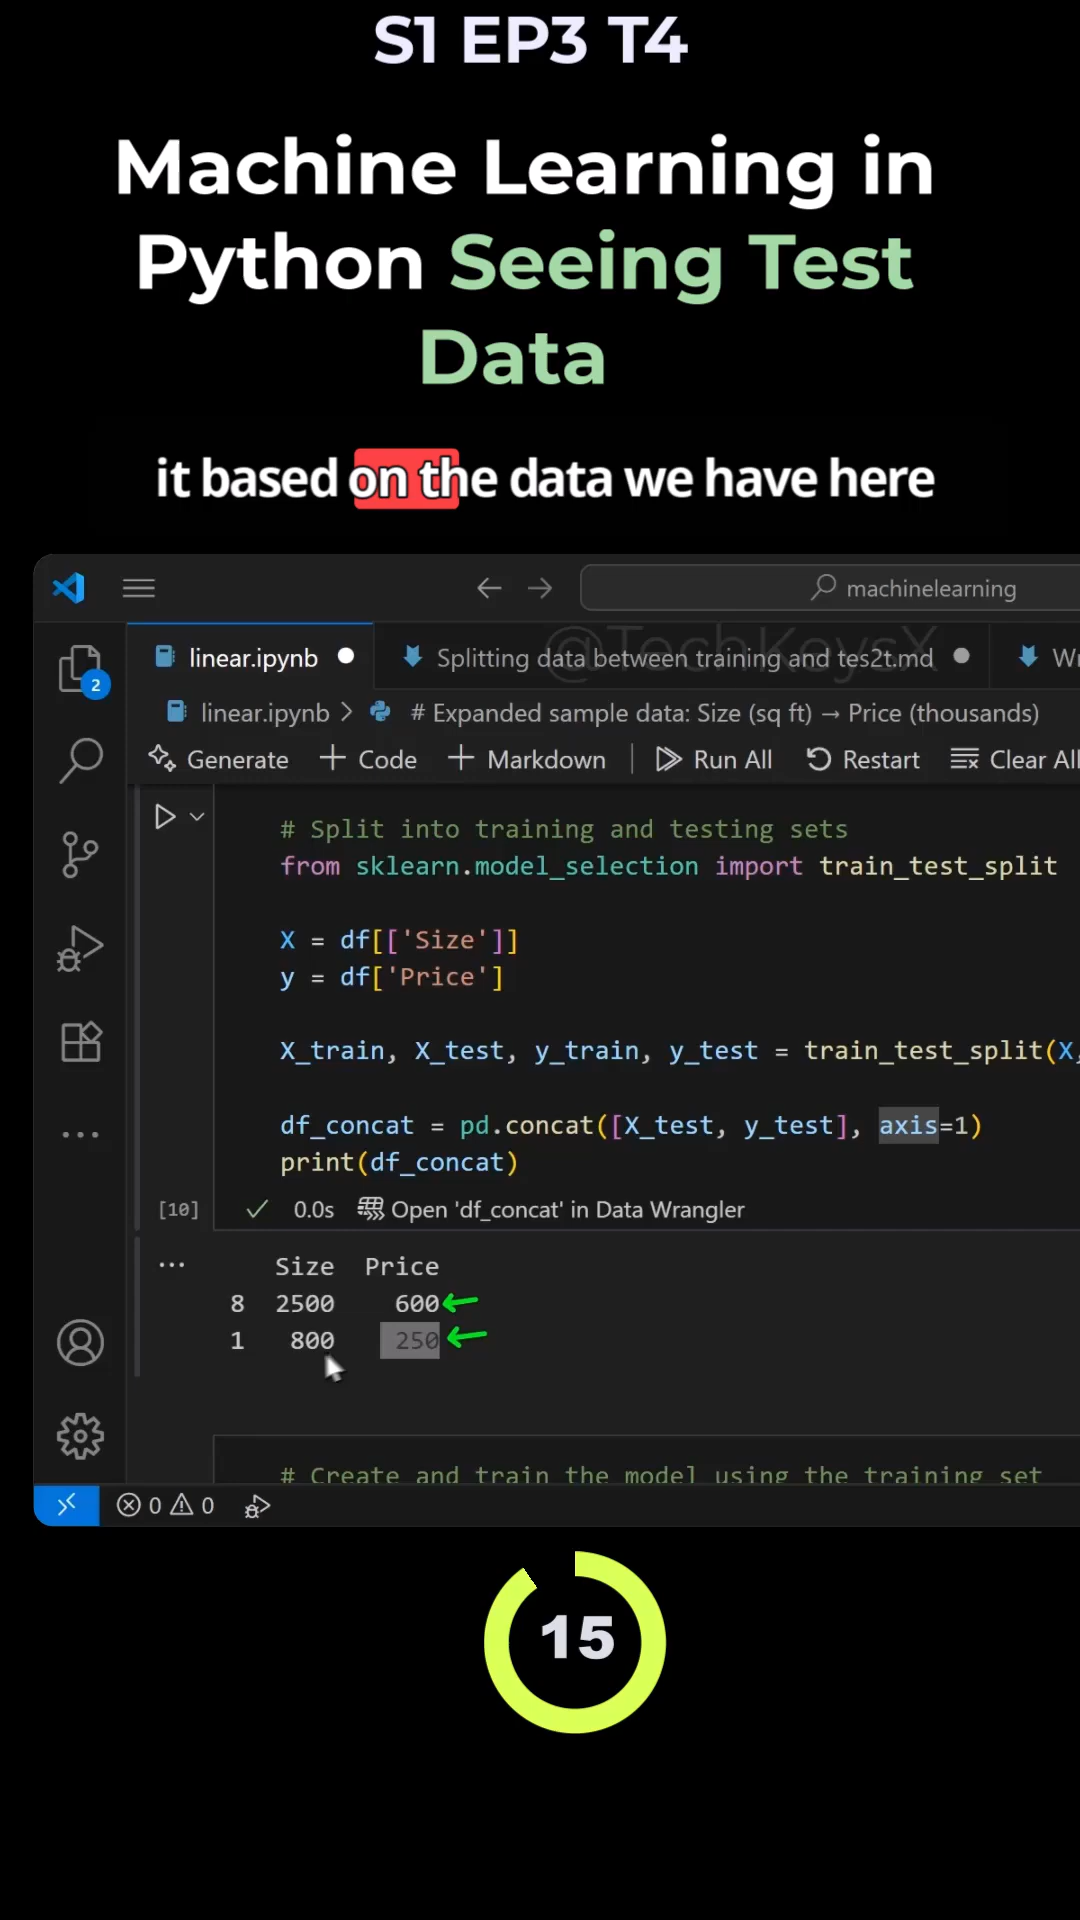 S1 EP3 T4
Machine Learning in
Python Seeing Test
Data
it based on the data we have here
machinelearning
@TechKeysX
linear.ipynb
Splitting data between training and tes2t.md
2
linear.ipynb > # Expanded sample data: Size (sq ft) → Price (thousands)
Generate + Code + Markdown | Run All Restart Clear All
# Split into training and testing sets
from sklearn.model_selection import train_test_split
X = df[['Size']]
y = df['Price']
X_train, X_test, y_train, y_test = train_test_split(X,
df_concat = pd.concat([X_test, y_test], axis=1)
print(df_concat)
[10] ✓ 0.0s Open 'df_concat' in Data Wrangler
... Size Price
8 2500 600
1 800 250
# Create and train the model using the training set
0 0
15